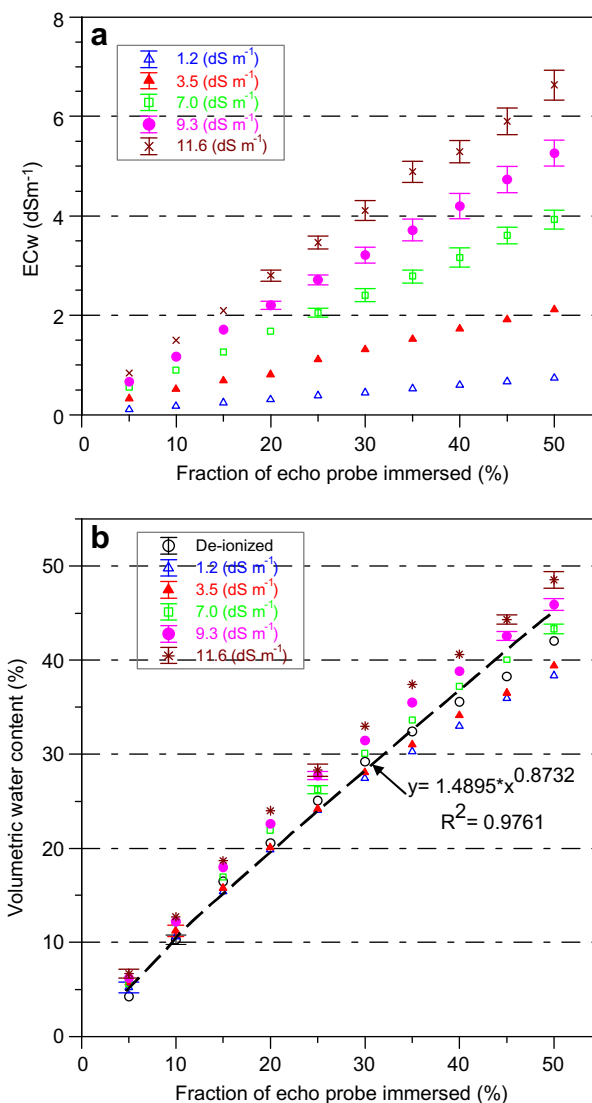 a
1.2 (dS m-1)
3.5 (dS m-1)
7.0 (dS m-1)
9.3 (dS m-1)
11.6 (dS m-1)
8
6
4
2
0
ECw (dSm-1)
0 10 20 30 40 50
Fraction of echo probe immersed (%)
b
De-ionized
1.2 (dS m-1)
3.5 (dS m-1)
7.0 (dS m-1)
9.3 (dS m-1)
11.6 (dS m-1)
50
40
30
20
10
0
Volumetric water content (%)
y= 1.4895*x0.8732
R2= 0.9761
0 10 20 30 40 50
Fraction of echo probe immersed (%)